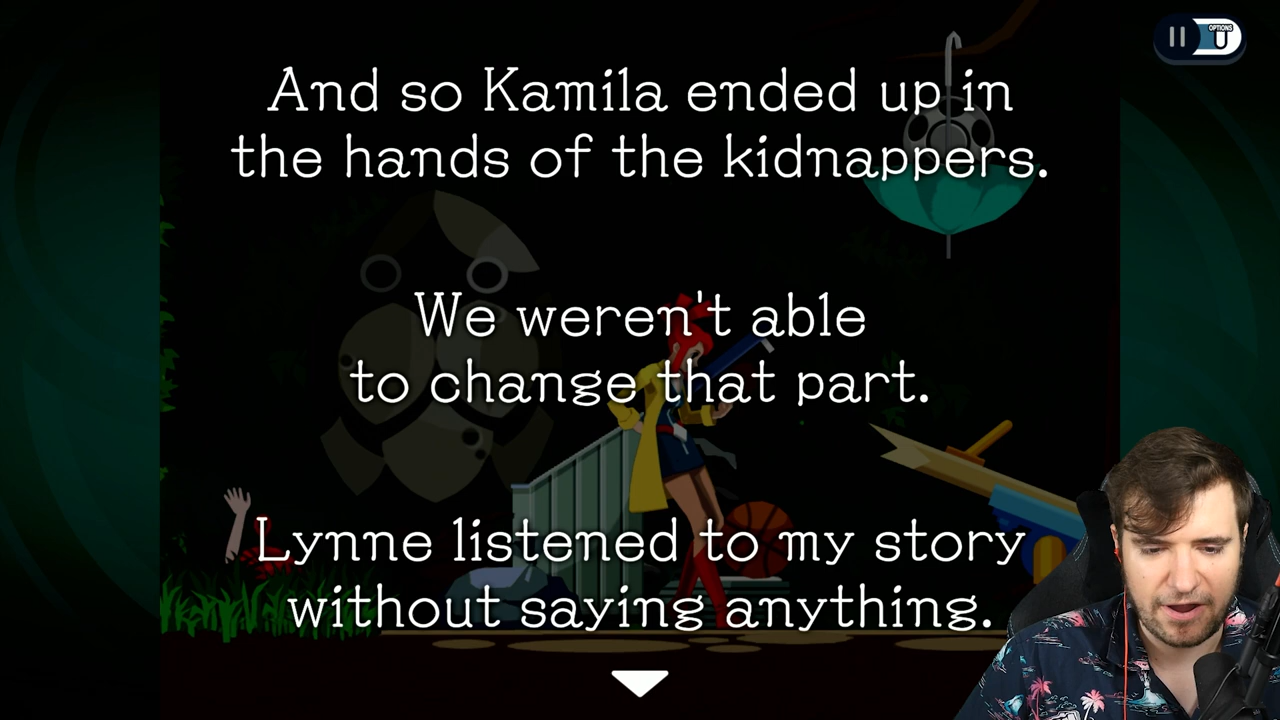 OPTIONS
And so Kamila ended up in
the hands of the kidnappers.
We weren't able
to change that part.
Lynne listened to my story
without saying anything.